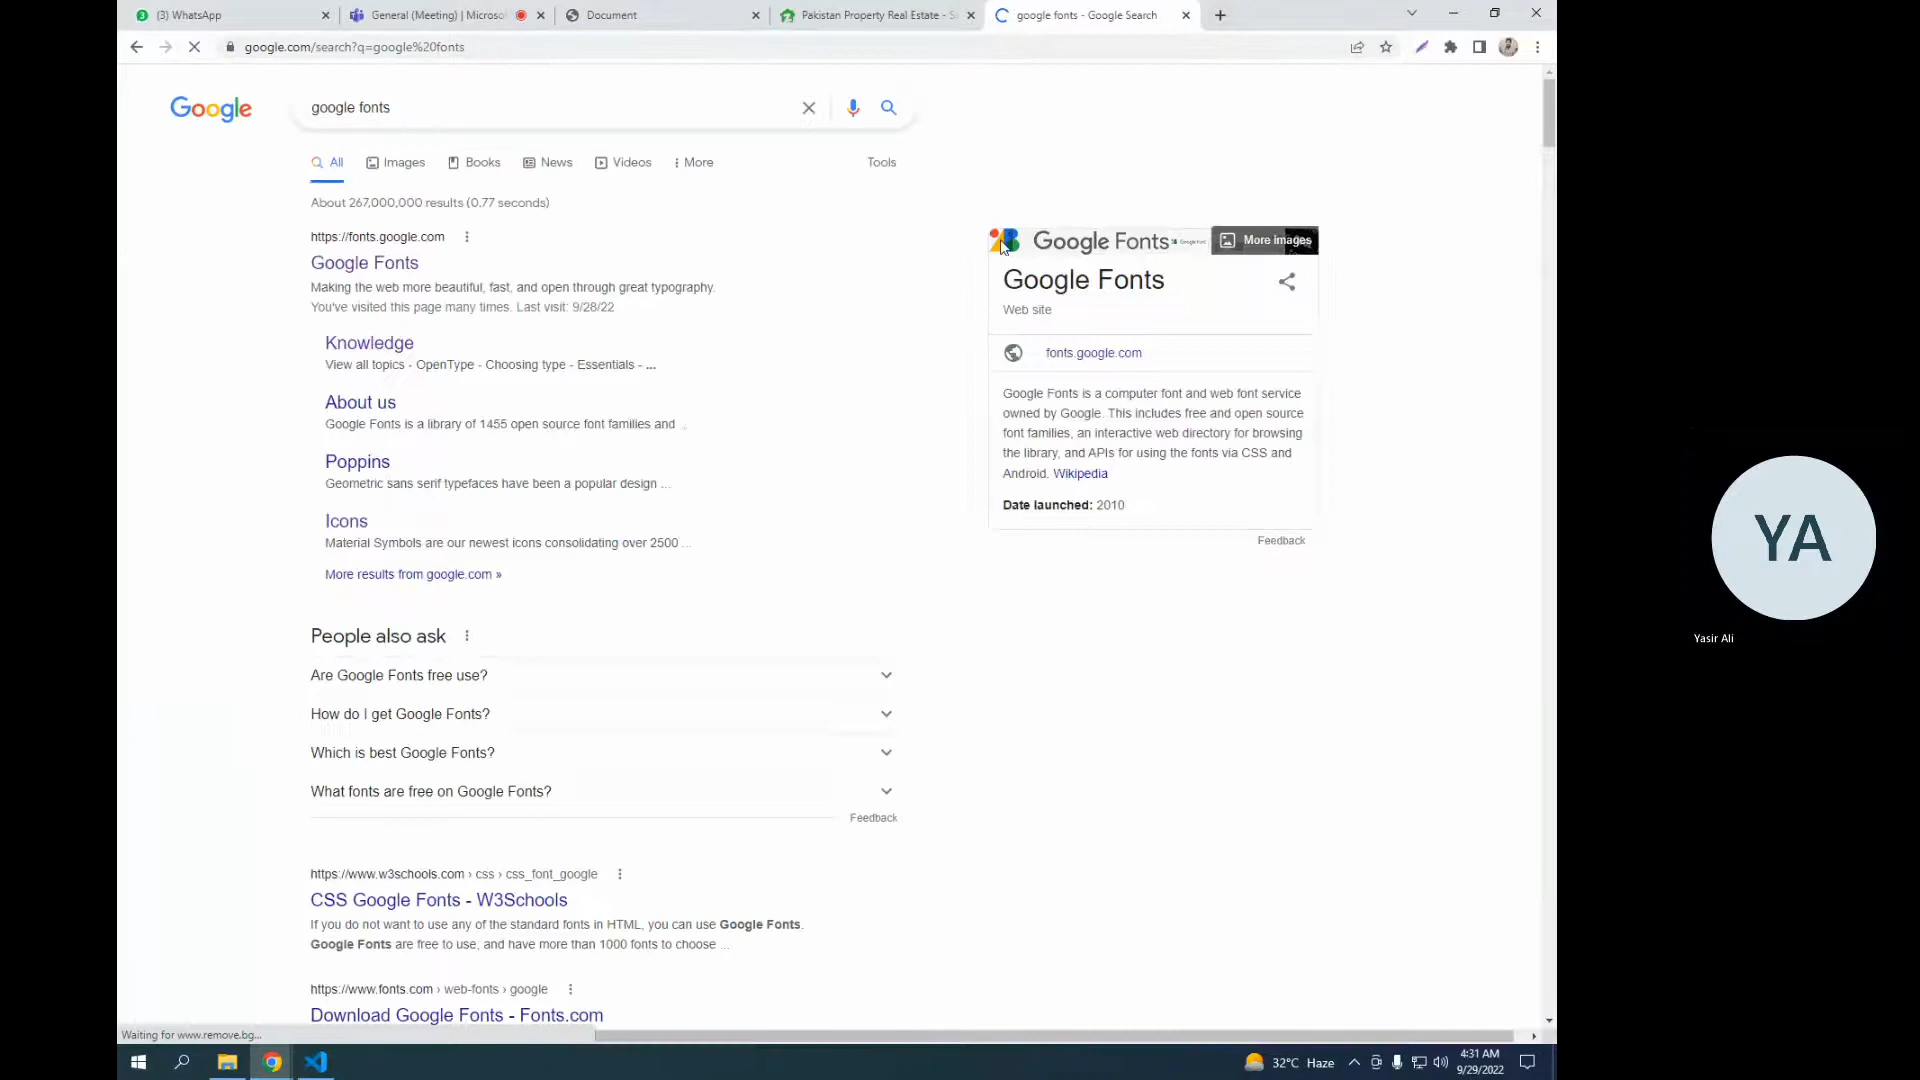 (3) WhatsApp
General (Meeting) | Microso
Document
Pakistan Property Real Estate - S
google fonts - Google Search
google.com/search?q=google%20fonts
Google
google fonts
All
Images
Books
News
Videos
More
Tools
About 267,000,000 results (0.77 seconds)
https://fonts.google.com
Google Fonts
Making the web more beautiful, fast, and open through great typography.
You've visited this page many times. Last visit: 9/28/22
Knowledge
View all topics - OpenType - Choosing type - Essentials - ...
About us
Google Fonts is a library of 1455 open source font families and ..
Poppins
Geometric sans serif typefaces have been a popular design ...
Icons
Material Symbols are our newest icons consolidating over 2500 ...
More results from google.com »
People also ask
Are Google Fonts free use?
How do I get Google Fonts?
Which is best Google Fonts?
What fonts are free on Google Fonts?
Feedback
https://www.w3schools.com › css › css_font_google
CSS Google Fonts - W3Schools
If you do not want to use any of the standard fonts in HTML, you can use Google Fonts.
Google Fonts are free to use, and have more than 1000 fonts to choose ...
https://www.fonts.com › web-fonts › google
Download Google Fonts - Fonts.com
Google Fonts
Google Fonts
More images
Google Fonts
Web site
fonts.google.com
Google Fonts is a computer font and web font service
owned by Google. This includes free and open source
font families, an interactive web directory for browsing
the library, and APIs for using the fonts via CSS and
Android. Wikipedia
Date launched: 2010
Feedback
YA
Yasir Ali
Waiting for www.remove.bg...
32°C Haze
4:31 AM
9/29/2022